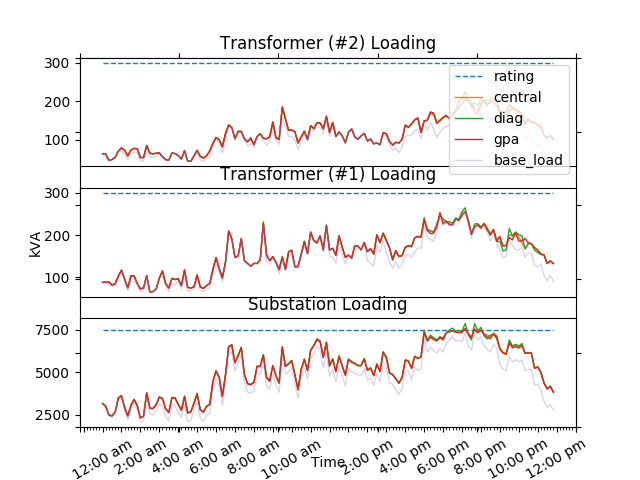 Transformer (#2) Loading
300
200
100
rating
central
diag
gpa
base_load
Transformer (#1) Loading
300
200
100
kVA
Substation Loading
7500
5000
2500
12:00 am
2:00 am
4:00 am
6:00 am
8:00 am
10:00 am
2:00 pm
4:00 pm
6:00 pm
8:00 pm
10:00 pm
12:00 pm
Time